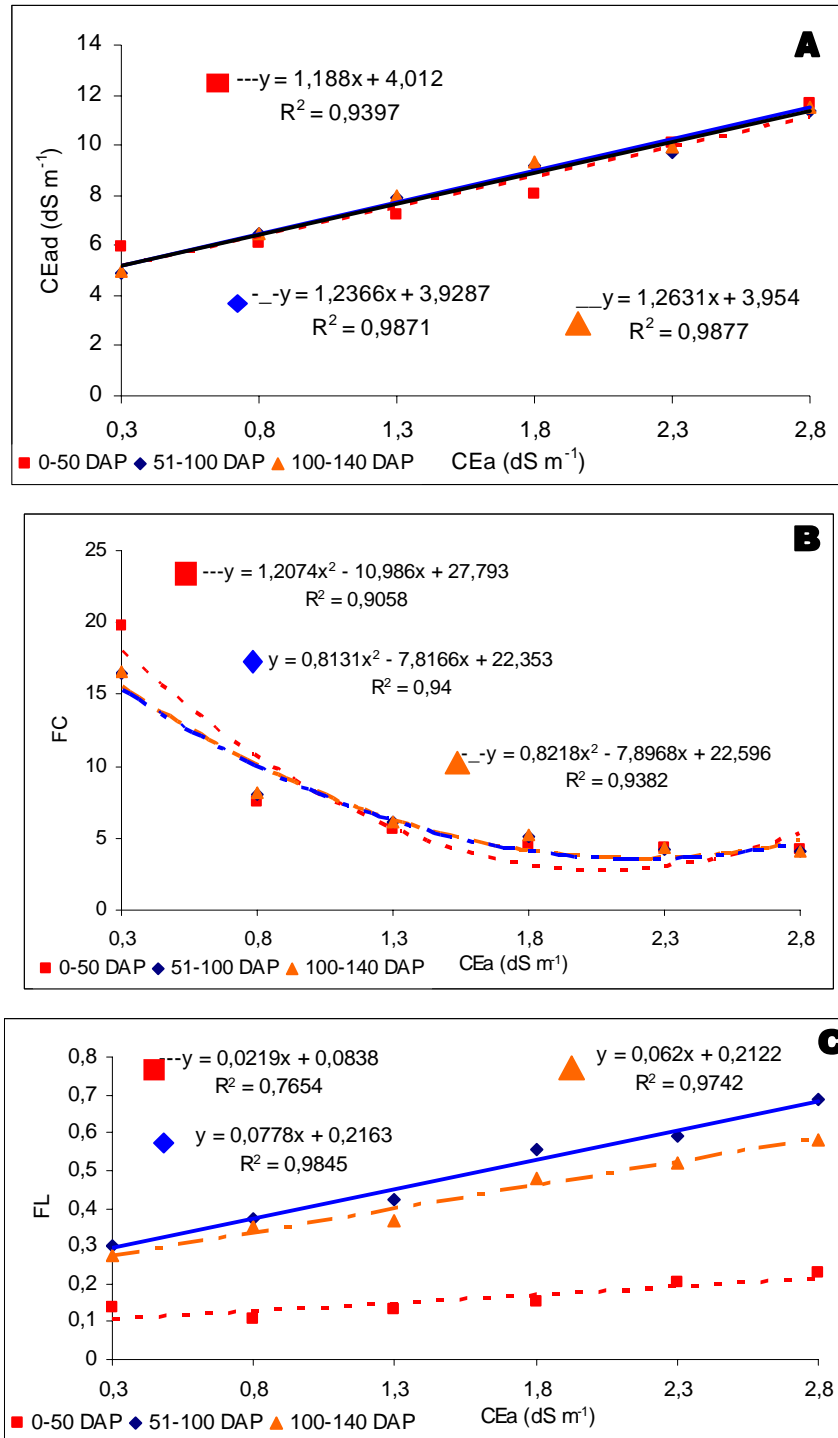 A
14
12
10
8
6
4
2
0
CEad (dS m⁻¹)
---y = 1,188x + 4,012
R² = 0,9397
-_-y = 1,2366x + 3,9287
R² = 0,9871
__y = 1,2631x + 3,954
R² = 0,9877
0,3 0,8 1,3 1,8 2,3 2,8
0-50 DAP 51-100 DAP 100-140 DAP CEa (dS m⁻¹)
B
25
20
15
10
5
0
FC
---y = 1,2074x² - 10,986x + 27,793
R² = 0,9058
y = 0,8131x² - 7,8166x + 22,353
R² = 0,94
-_-y = 0,8218x² - 7,8968x + 22,596
R² = 0,9382
0,3 0,8 1,3 1,8 2,3 2,8
0-50 DAP 51-100 DAP 100-140 DAP CEa (dS m⁻¹)
C
0,8
0,7
0,6
0,5
0,4
0,3
0,2
0,1
0
FL
---y = 0,0219x + 0,0838
R² = 0,7654
y = 0,062x + 0,2122
R² = 0,9742
y = 0,0778x + 0,2163
R² = 0,9845
0,3 0,8 1,3 1,8 2,3 2,8
0-50 DAP 51-100 DAP 100-140 DAP CEa (dS m⁻¹)